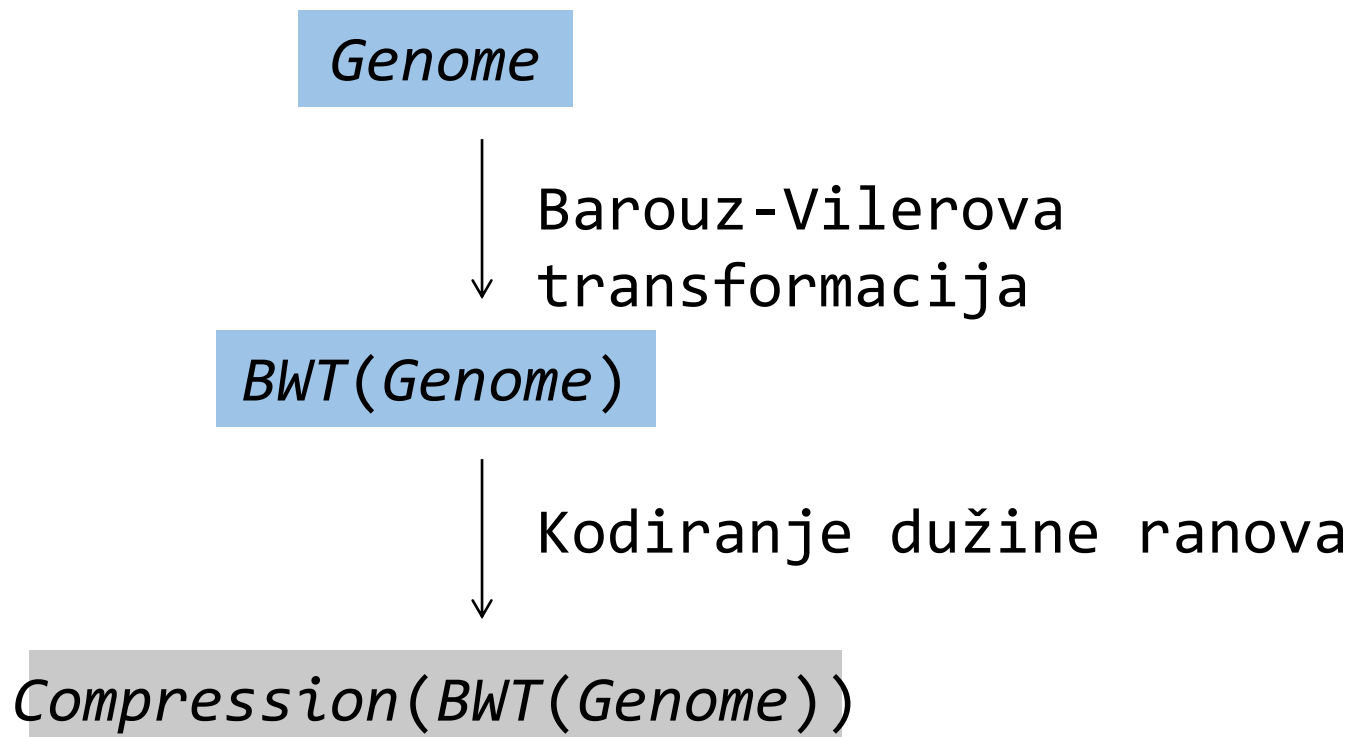 Genome
Barouz-Vilerova
transformacija
BWT(Genome)
Kodiranje dužine ranova
Compression(BWT(Genome))